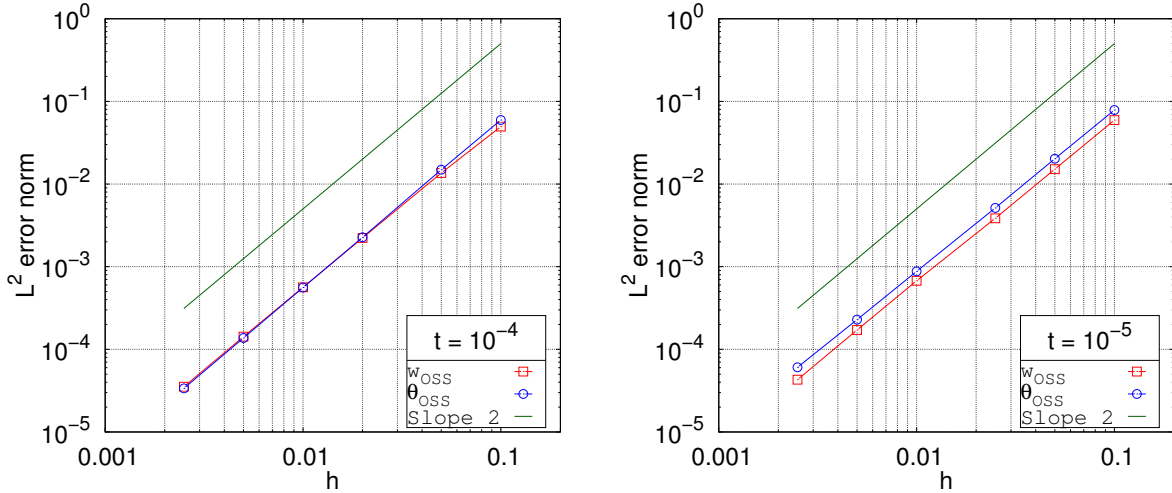 10^0
10^-1
10^-2
10^-3
10^-4
10^-5
L^2 error norm
0.001
0.01
0.1
h
t = 10^-4
w_OSS
θ_OSS
Slope 2
10^0
10^-1
10^-2
10^-3
10^-4
10^-5
L^2 error norm
0.001
0.01
0.1
h
t = 10^-5
w_OSS
θ_OSS
Slope 2